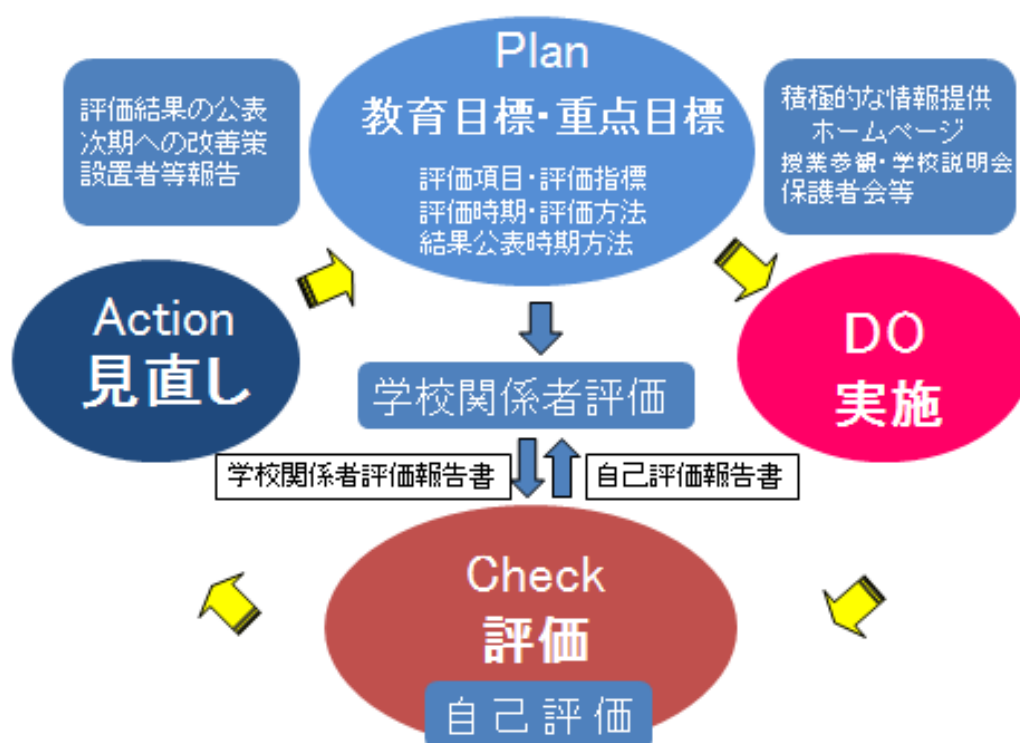 Plan
教育目標・重点目標
評価項目・評価指標
評価時期・評価方法
結果公表時期方法
評価結果の公表
次期への改善策
設置者等報告
積極的な情報提供
ホームページ
授業参観・学校説明会
保護者会等
Action
見直し
DO
実施
学校関係者評価
学校関係者評価報告書
自己評価報告書
Check
評価
自己評価